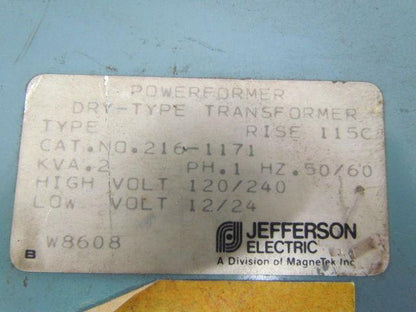 POWERFORMER
DRY-TYPE TRANSFORMER
TYPE RISE 115C
CAT.NO.216-1171
KVA.2 PH.1 HZ.50/60
HIGH VOLT 120/240
LOW VOLT 12/24
W8608
JEFFERSON
ELECTRIC
A Division of MagneTek Inc
B